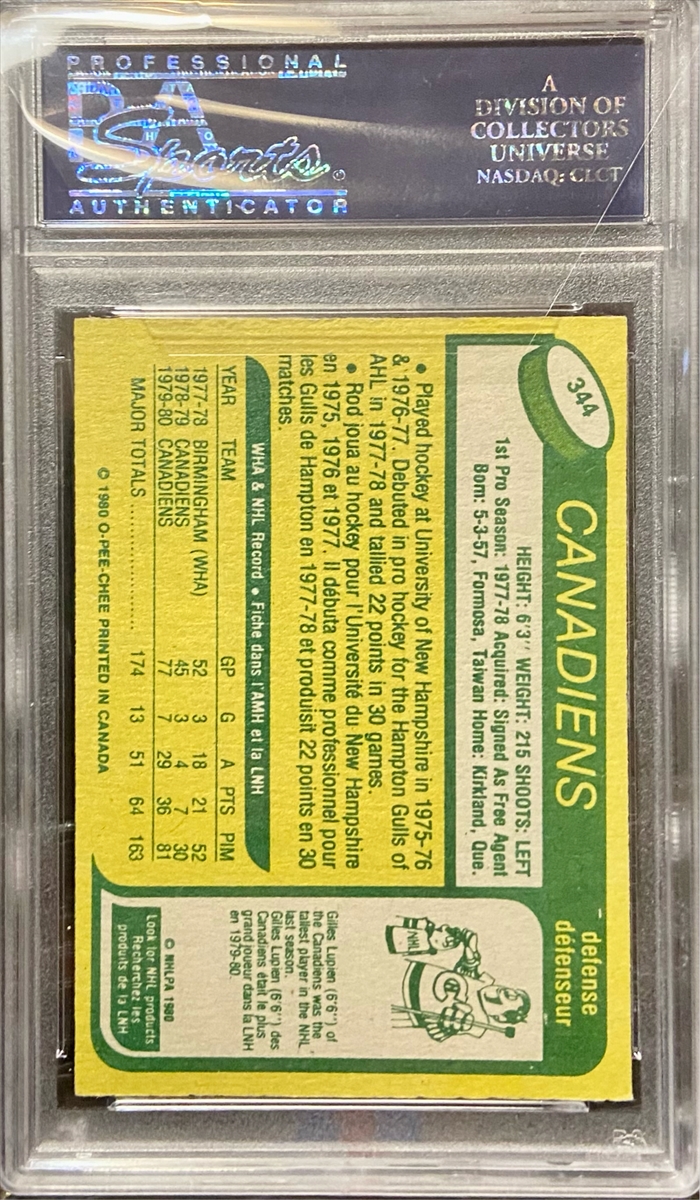 PROFESSIONAL
PSA
Sports
AUTHENTICATOR
A
DIVISION OF
COLLECTORS
UNIVERSE
NASDAQ: CLCT
344
CANADIENS
defense
défenseur
HEIGHT: 6'3'' WEIGHT: 215 SHOOTS: LEFT
1st Pro Season: 1977-78 Acquired: Signed As Free Agent
Born: 5-3-57, Formosa, Taiwan Home: Kirkland, Que.
• Played hockey at University of New Hampshire in 1975-76
& 1976-77. Debuted in pro hockey for the Hampton Gulls of
AHL in 1977-78 and tallied 22 points in 30 games.
• Rod joua au hockey pour l'Université du New Hampshire
en 1975, 1976 et 1977. Il débuta comme professionnel pour
les Gulls de Hampton en 1977-78 et produisit 22 points en 30
matches.
WHA & NHL Record • Fiche dans l'AMH et la LNH
YEAR TEAM GP G A PTS PIM
1977-78 BIRMINGHAM (WHA) 52 3 18 21 52
1978-79 CANADIENS 45 3 4 7 30
1979-80 CANADIENS 77 7 29 36 81
MAJOR TOTALS .................... 174 13 51 64 163
© 1980 O-PEE-CHEE PRINTED IN CANADA
NHL
C
Gilles Lupien (6'6'') of
the Canadiens was the
tallest player in the NHL
last season.
Gilles Lupien (6'6'') des
Canadiens était le plus
grand joueur dans la LNH
en 1979-80.
© NHLPA 1980
Look for NHL products
Recherchez les
produits de la LNH